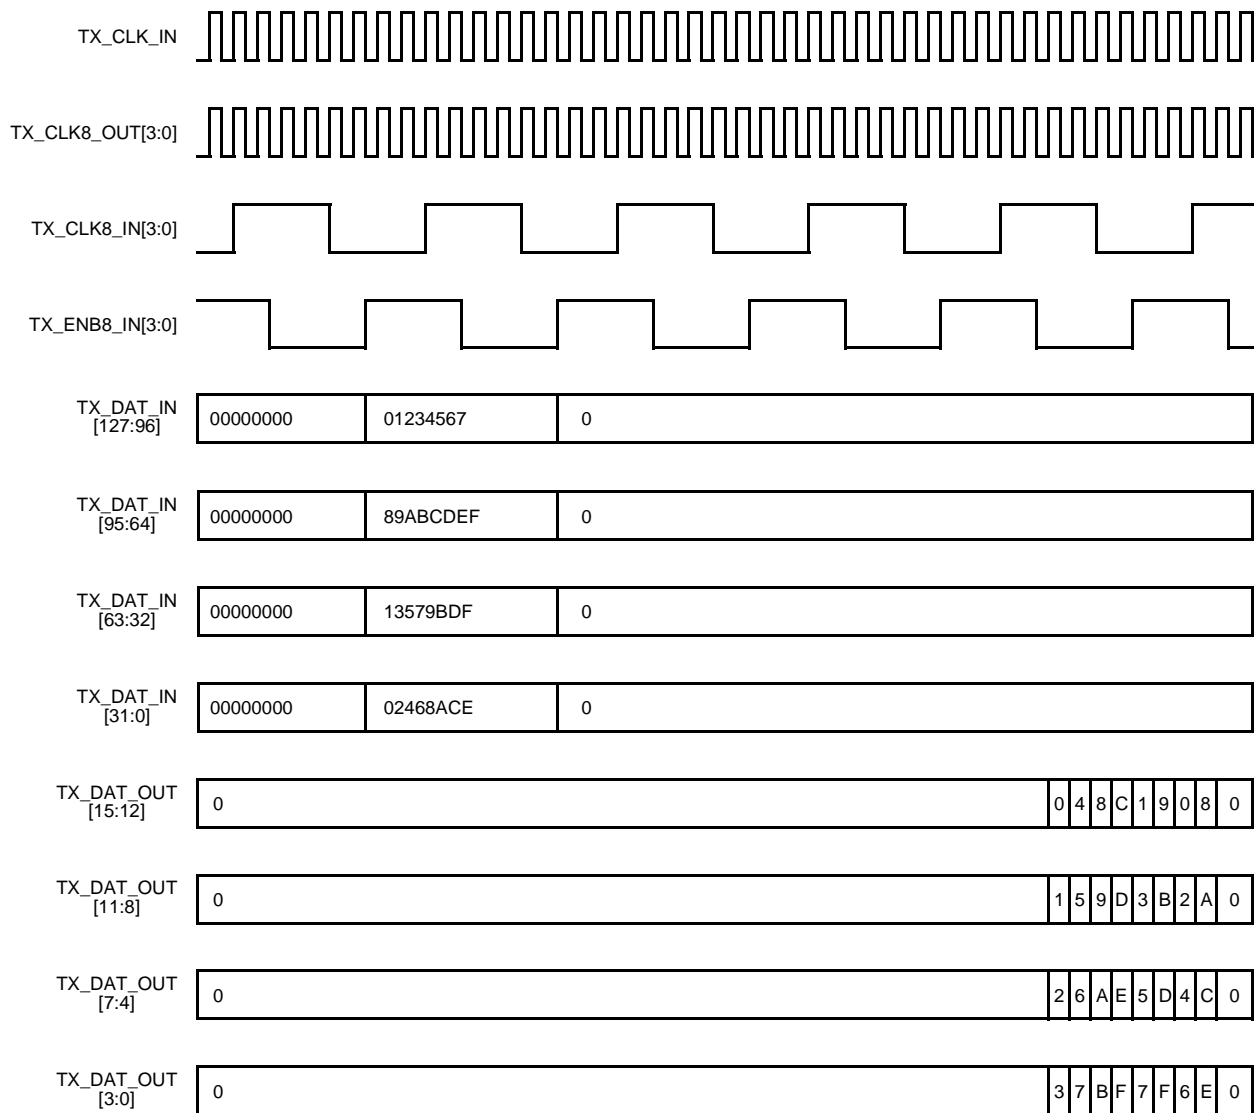 TX_CLK_IN
TX_CLK8_OUT[3:0]
TX_CLK8_IN[3:0]
TX_ENB8_IN[3:0]
TX_DAT_IN
[127:96]
00000000 01234567 0
TX_DAT_IN
[95:64]
00000000 89ABCDEF 0
TX_DAT_IN
[63:32]
00000000 13579BDF 0
TX_DAT_IN
[31:0]
00000000 02468ACE 0
TX_DAT_OUT
[15:12]
0 0 4 8 C 1 9 0 8 0
TX_DAT_OUT
[11:8]
0 1 5 9 D 3 B 2 A 0
TX_DAT_OUT
[7:4]
0 2 6 A E 5 D 4 C 0
TX_DAT_OUT
[3:0]
0 3 7 B F 7 F 6 E 0